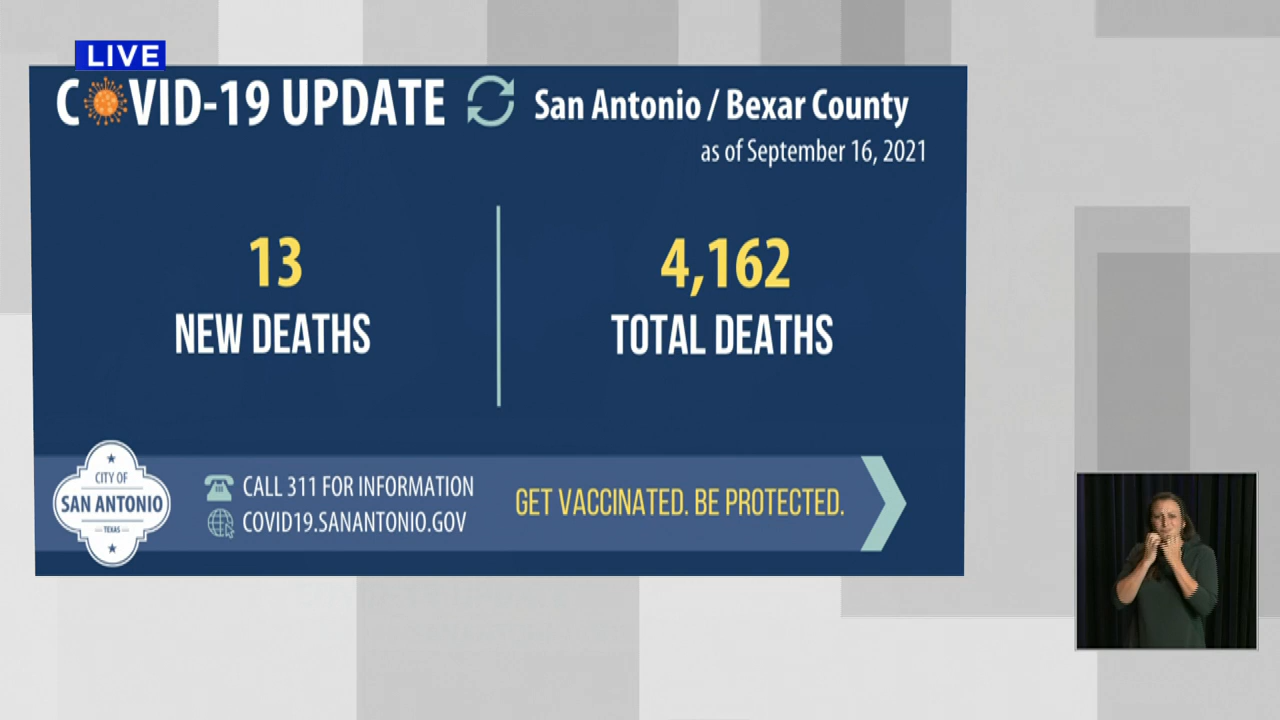 LIVE
COVID-19 UPDATE
San Antonio / Bexar County
as of September 16, 2021
13
NEW DEATHS
4,162
TOTAL DEATHS
CITY OF
SAN ANTONIO
TEXAS
CALL 311 FOR INFORMATION
COVID19.SANANTONIO.GOV
GET VACCINATED. BE PROTECTED.